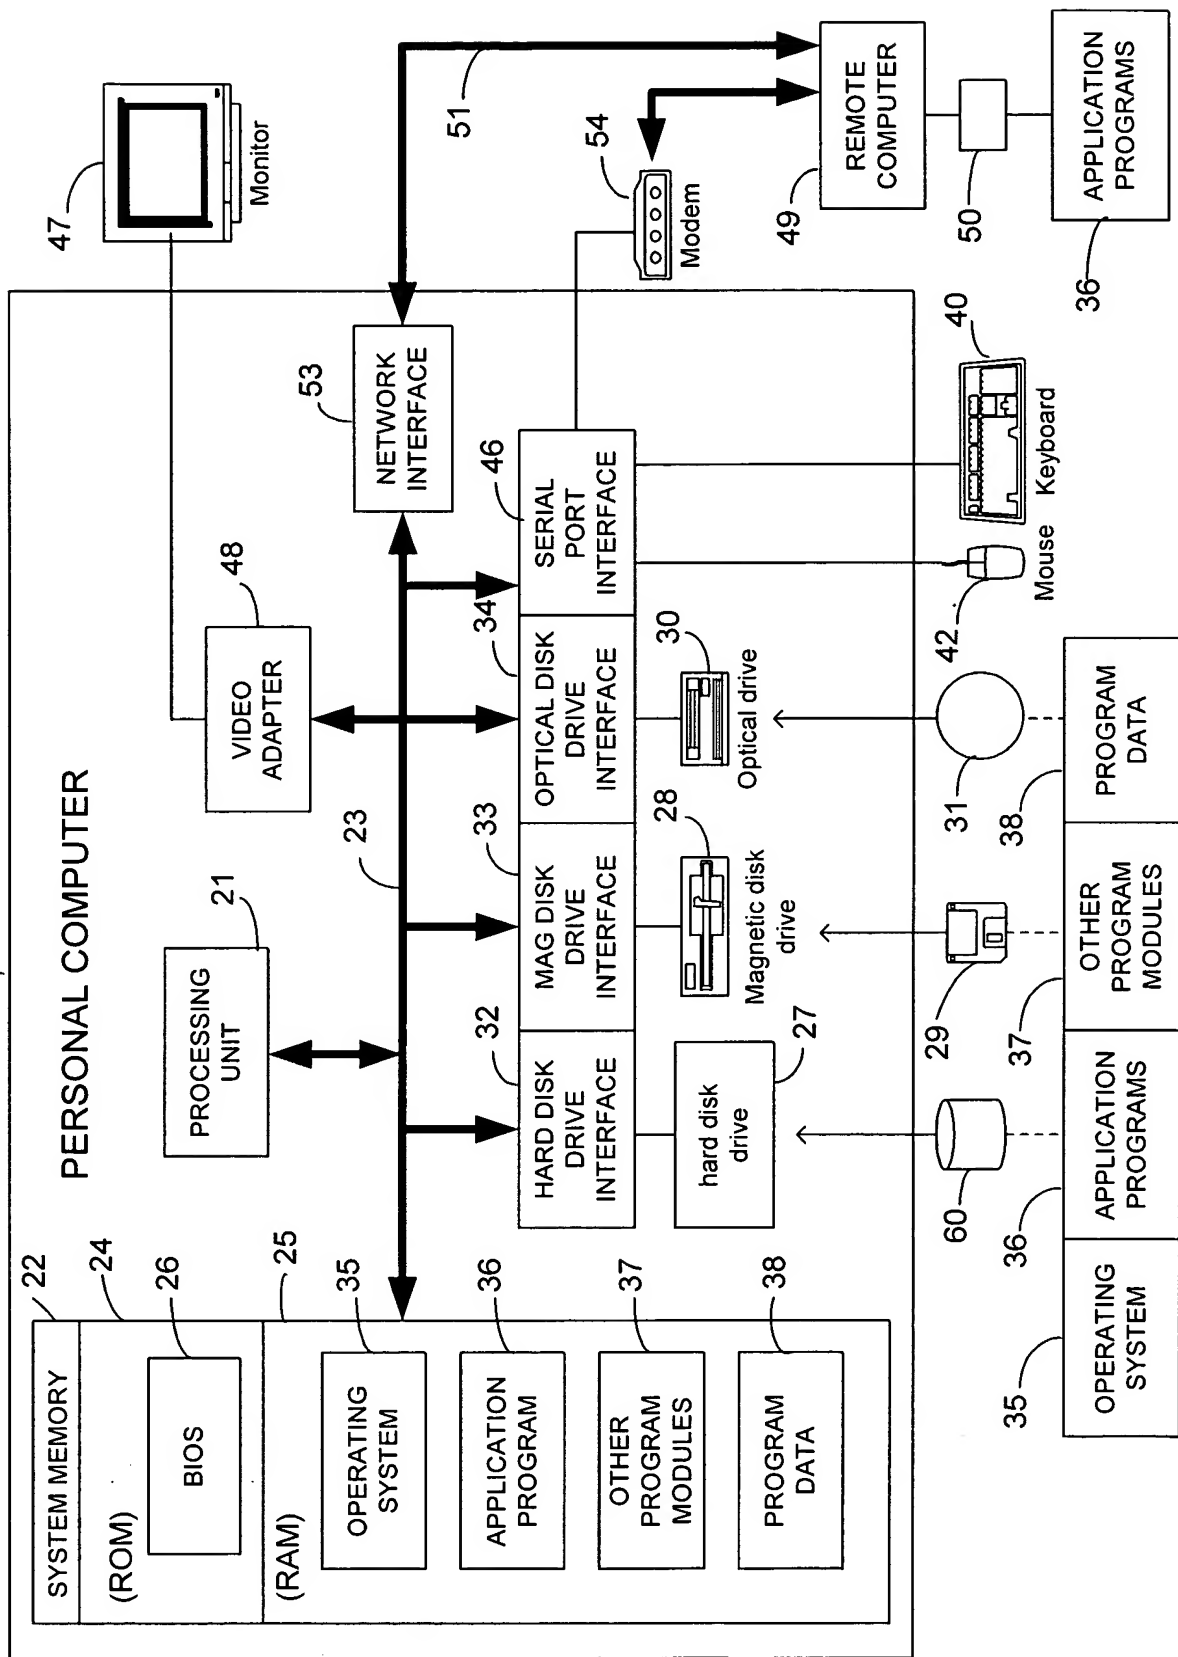 PERSONAL COMPUTER
SYSTEM MEMORY
22
(ROM)
24
BIOS
26
(RAM)
25
OPERATING
SYSTEM
35
APPLICATION
PROGRAM
36
OTHER
PROGRAM
MODULES
37
PROGRAM
DATA
38
PROCESSING
UNIT
21
VIDEO
ADAPTER
48
47
Monitor
23
NETWORK
INTERFACE
53
51
HARD DISK
DRIVE
INTERFACE
32
MAG DISK
DRIVE
INTERFACE
33
OPTICAL DISK
DRIVE
INTERFACE
34
SERIAL
PORT
INTERFACE
46
hard disk
drive
27
Magnetic disk
drive
28
Optical drive
30
Modem
54
REMOTE
COMPUTER
49
50
APPLICATION
PROGRAMS
36
60
29
31
Mouse
42
Keyboard
40
OPERATING
SYSTEM
35
APPLICATION
PROGRAMS
36
OTHER
PROGRAM
MODULES
37
PROGRAM
DATA
38